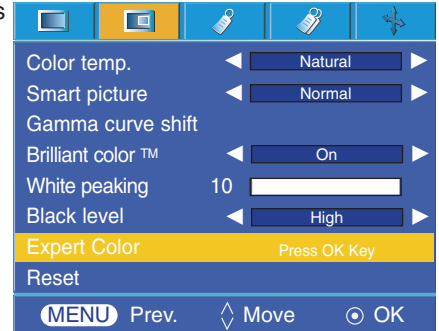 s
Color temp. Natural
Smart picture Normal
Gamma curve shift
Brilliant color ™ On
White peaking 10
Black level High
Expert Color Press OK Key
Reset
MENU Prev. Move OK